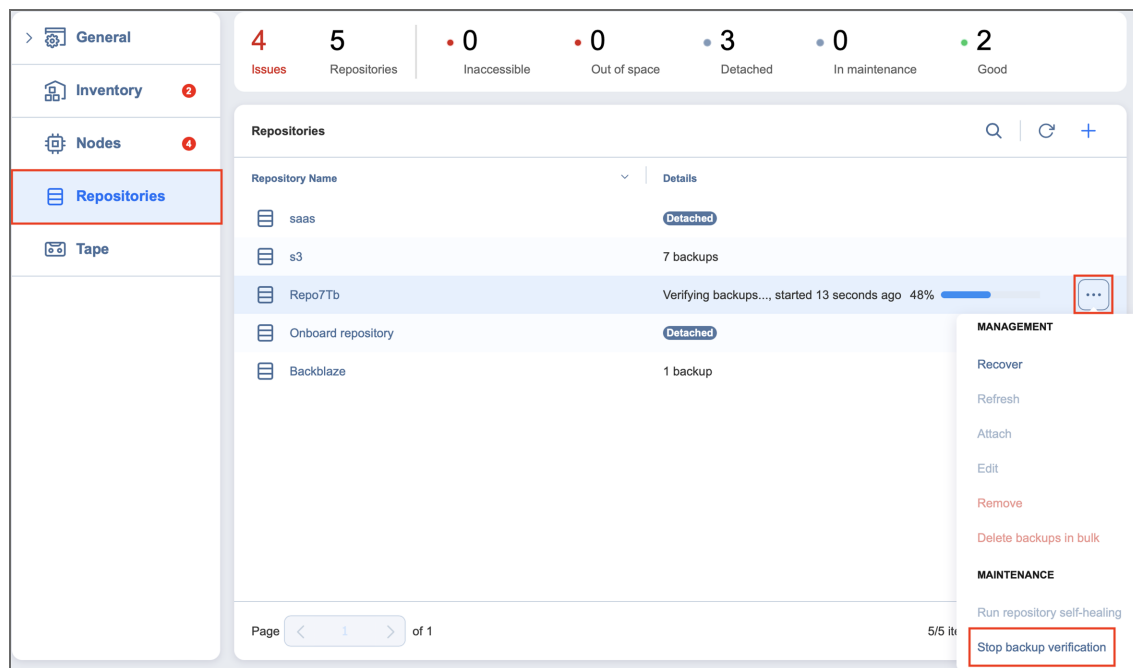 General
Inventory 2
Nodes 4
Repositories
Tape
4 5 0 0 3 0 2
Issues Repositories Inaccessible Out of space Detached In maintenance Good
Repositories
Repository Name Details
saas Detached
s3 7 backups
Repo7Tb Verifying backups..., started 13 seconds ago 48% ...
Onboard repository Detached
Backblaze 1 backup
MANAGEMENT
Recover
Refresh
Attach
Edit
Remove
Delete backups in bulk
MAINTENANCE
Run repository self-healing
Stop backup verification
Page 1 of 1 5/5